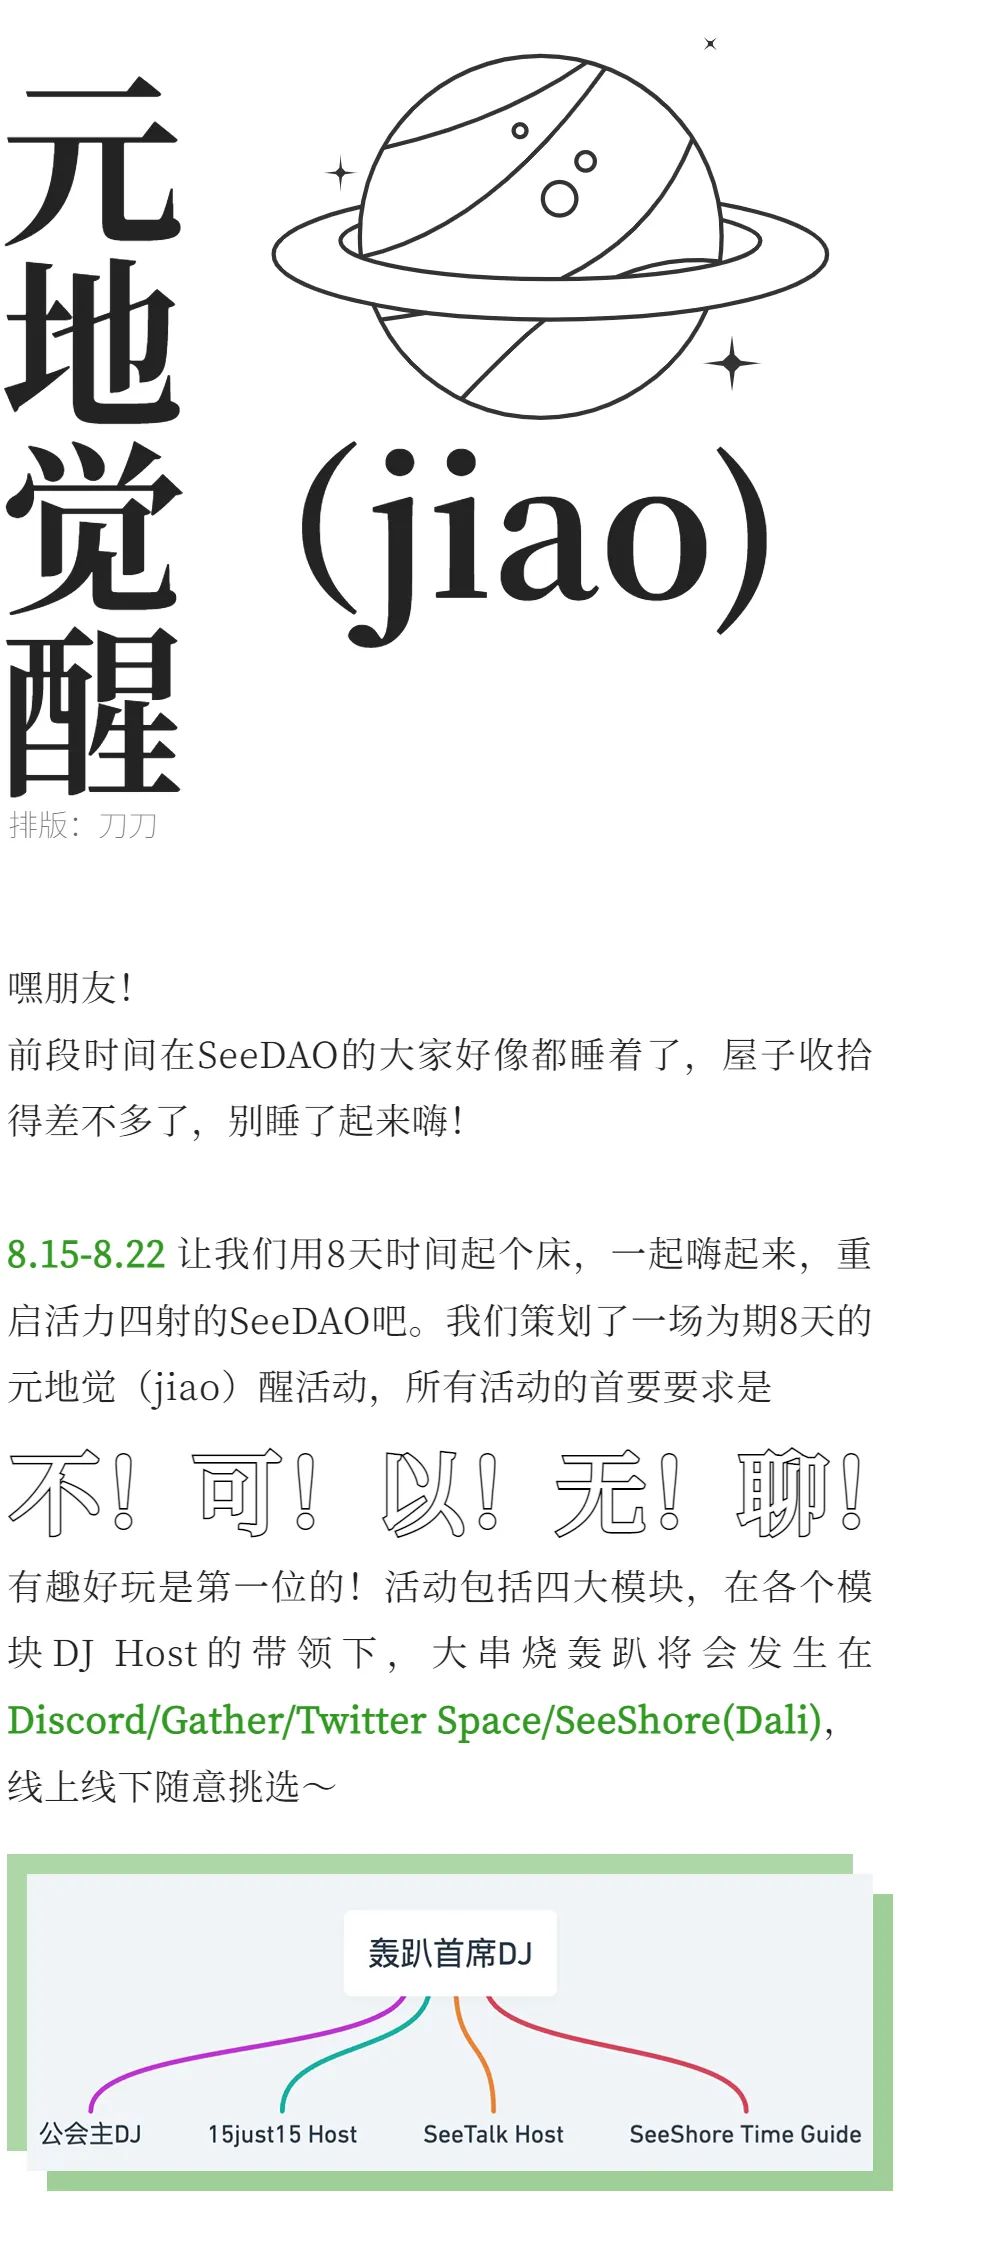 元地觉醒
(jiao)
排版：刀刀
嘿朋友！
前段时间在SeeDAO的大家好像都睡着了，屋子收拾
得差不多了，别睡了起来嗨！
8.15-8.22 让我们用8天时间起个床，一起嗨起来，重
启活力四射的SeeDAO吧。我们策划了一场为期8天的
元地觉（jiao）醒活动，所有活动的首要要求是
不！可！以！无！聊！
有趣好玩是第一位的！活动包括四大模块，在各个模
块DJ Host的带领下，大串烧轰趴将会发生在
Discord/Gather/Twitter Space/SeeShore(Dali)，
线上线下随意挑选～
轰趴首席DJ
公会主DJ
15just15 Host
SeeTalk Host
SeeShore Time Guide